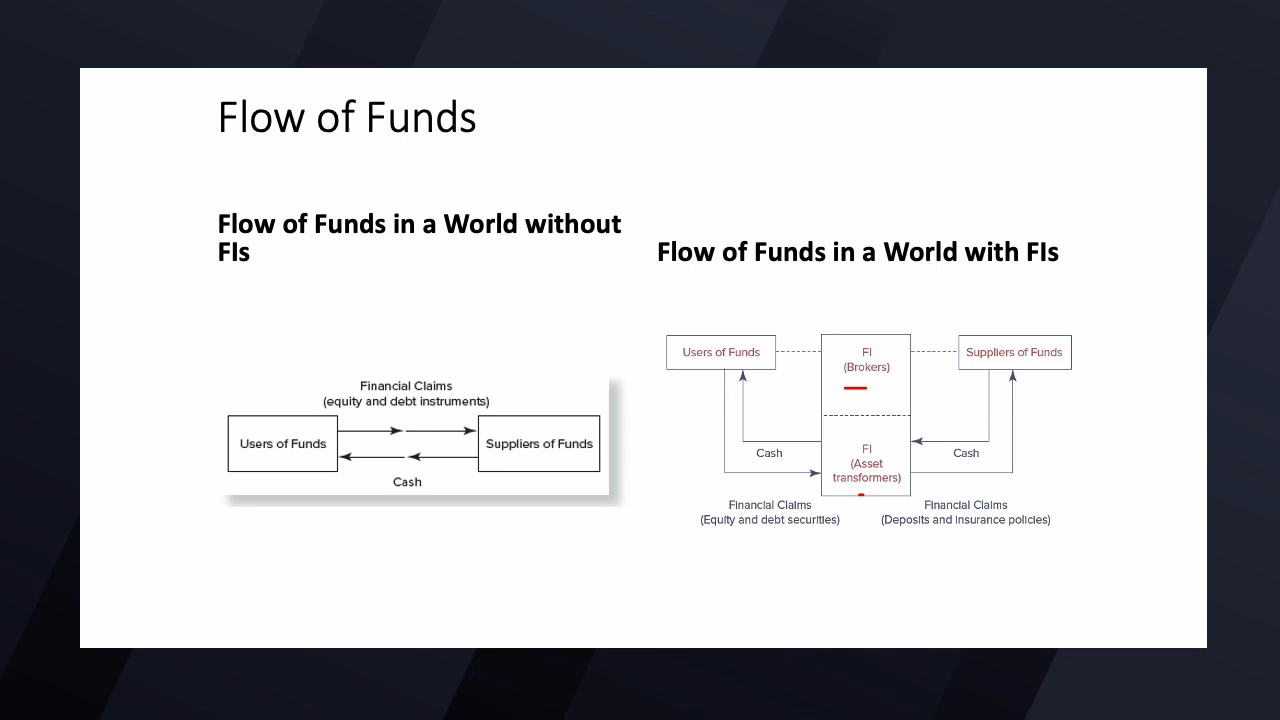 Flow of Funds
Flow of Funds in a World without
FIs
Financial Claims
(equity and debt instruments)
Users of Funds
Suppliers of Funds
Cash
Flow of Funds in a World with FIs
Users of Funds
FI
(Brokers)
Suppliers of Funds
Cash
FI
(Asset
transformers)
Cash
Financial Claims
(Equity and debt securities)
Financial Claims
(Deposits and insurance policies)